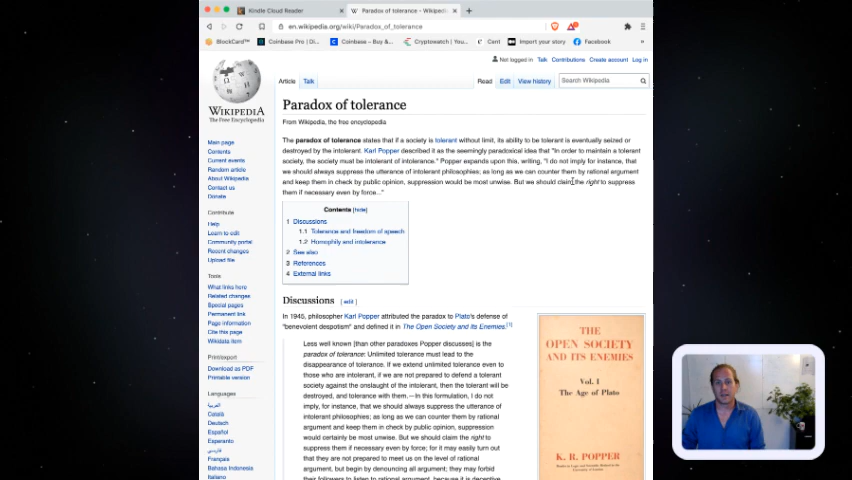 Kindle Cloud Reader
Paradox of tolerance - Wikiped
en.wikipedia.org/wiki/Paradox_of_tolerance
BlockCard™
Coinbase Pro | Di...
Coinbase – Buy &...
Cryptowatch | You...
Cent
Import your story
Facebook
Not logged in Talk Contributions Create account Log in
Article Talk
Read Edit View history
Search Wikipedia
WIKIPEDIA
The Free Encyclopedia
Main page
Contents
Current events
Random article
About Wikipedia
Contact us
Donate
Contribute
Help
Learn to edit
Community portal
Recent changes
Upload file
Tools
What links here
Related changes
Special pages
Permanent link
Page information
Cite this page
Wikidata item
Print/export
Download as PDF
Printable version
Languages
العربية
Català
Deutsch
Español
Esperanto
فارسی
Français
Bahasa Indonesia
Italiano
Paradox of tolerance
From Wikipedia, the free encyclopedia
The paradox of tolerance states that if a society is tolerant without limit, its ability to be tolerant is eventually seized or
destroyed by the intolerant. Karl Popper described it as the seemingly paradoxical idea that "In order to maintain a tolerant
society, the society must be intolerant of intolerance." Popper expands upon this, writing, "I do not imply for instance, that
we should always suppress the utterance of intolerant philosophies; as long as we can counter them by rational argument
and keep them in check by public opinion, suppression would be most unwise. But we should claim the right to suppress
them if necessary even by force..."
Contents [hide]
1 Discussions
1.1 Tolerance and freedom of speech
1.2 Homophily and intolerance
2 See also
3 References
4 External links
Discussions [ edit ]
In 1945, philosopher Karl Popper attributed the paradox to Plato's defense of
"benevolent despotism" and defined it in The Open Society and Its Enemies.[1]
Less well known [than other paradoxes Popper discusses] is the
paradox of tolerance: Unlimited tolerance must lead to the
disappearance of tolerance. If we extend unlimited tolerance even to
those who are intolerant, if we are not prepared to defend a tolerant
society against the onslaught of the intolerant, then the tolerant will be
destroyed, and tolerance with them.—In this formulation, I do not
imply, for instance, that we should always suppress the utterance of
intolerant philosophies; as long as we can counter them by rational
argument and keep them in check by public opinion, suppression
would certainly be most unwise. But we should claim the right to
suppress them if necessary even by force; for it may easily turn out
that they are not prepared to meet us on the level of rational
argument, but begin by denouncing all argument; they may forbid
their followers to listen to rational argument, because it is deceptive,
THE
OPEN SOCIETY
AND ITS ENEMIES
Vol. I
The Age of Plato
K. R. POPPER